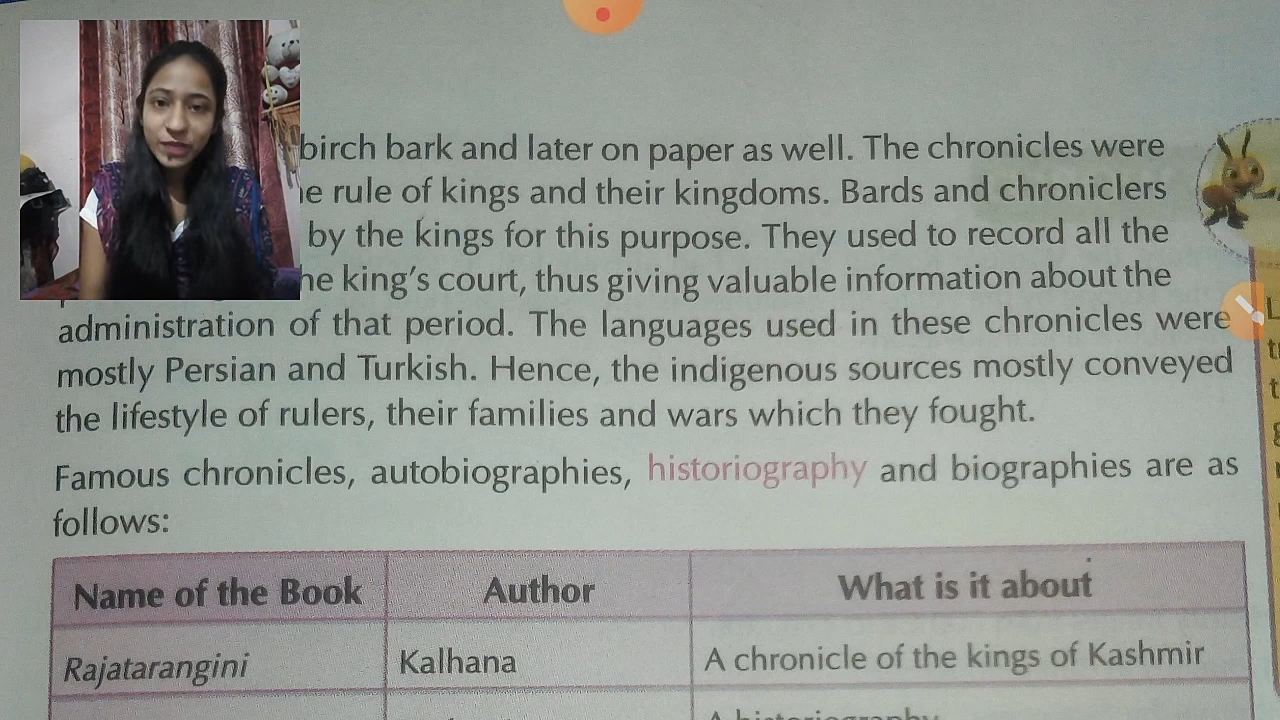 birch bark and later on paper as well. The chronicles were
rule of kings and their kingdoms. Bards and chroniclers
by the kings for this purpose. They used to record all the
king's court, thus giving valuable information about the
administration of that period. The languages used in these chronicles were
mostly Persian and Turkish. Hence, the indigenous sources mostly conveyed
the lifestyle of rulers, their families and wars which they fought.
Famous chronicles, autobiographies, historiography and biographies are as
follows:
Name of the Book Author What is it about
Rajatarangini Kalhana A chronicle of the kings of Kashmir
A historiography